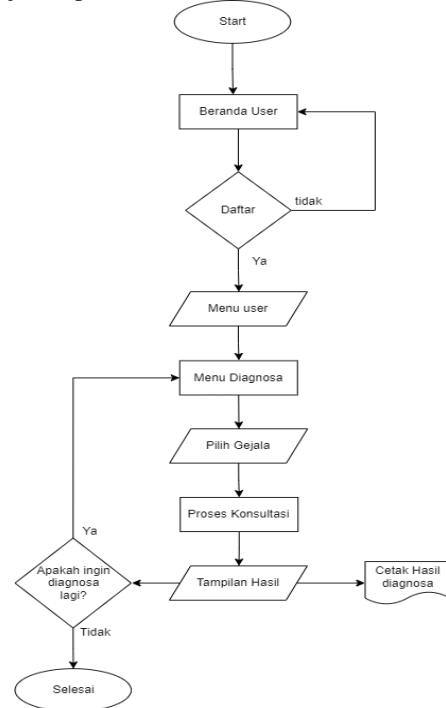 Start
Beranda User
Daftar
tidak
Ya
Menu user
Menu Diagnosa
Pilih Gejala
Proses Konsultasi
Ya
Apakah ingin
diagnosa
lagi?
Tampilan Hasil
Cetak Hasil
diagnosa
Tidak
Selesai